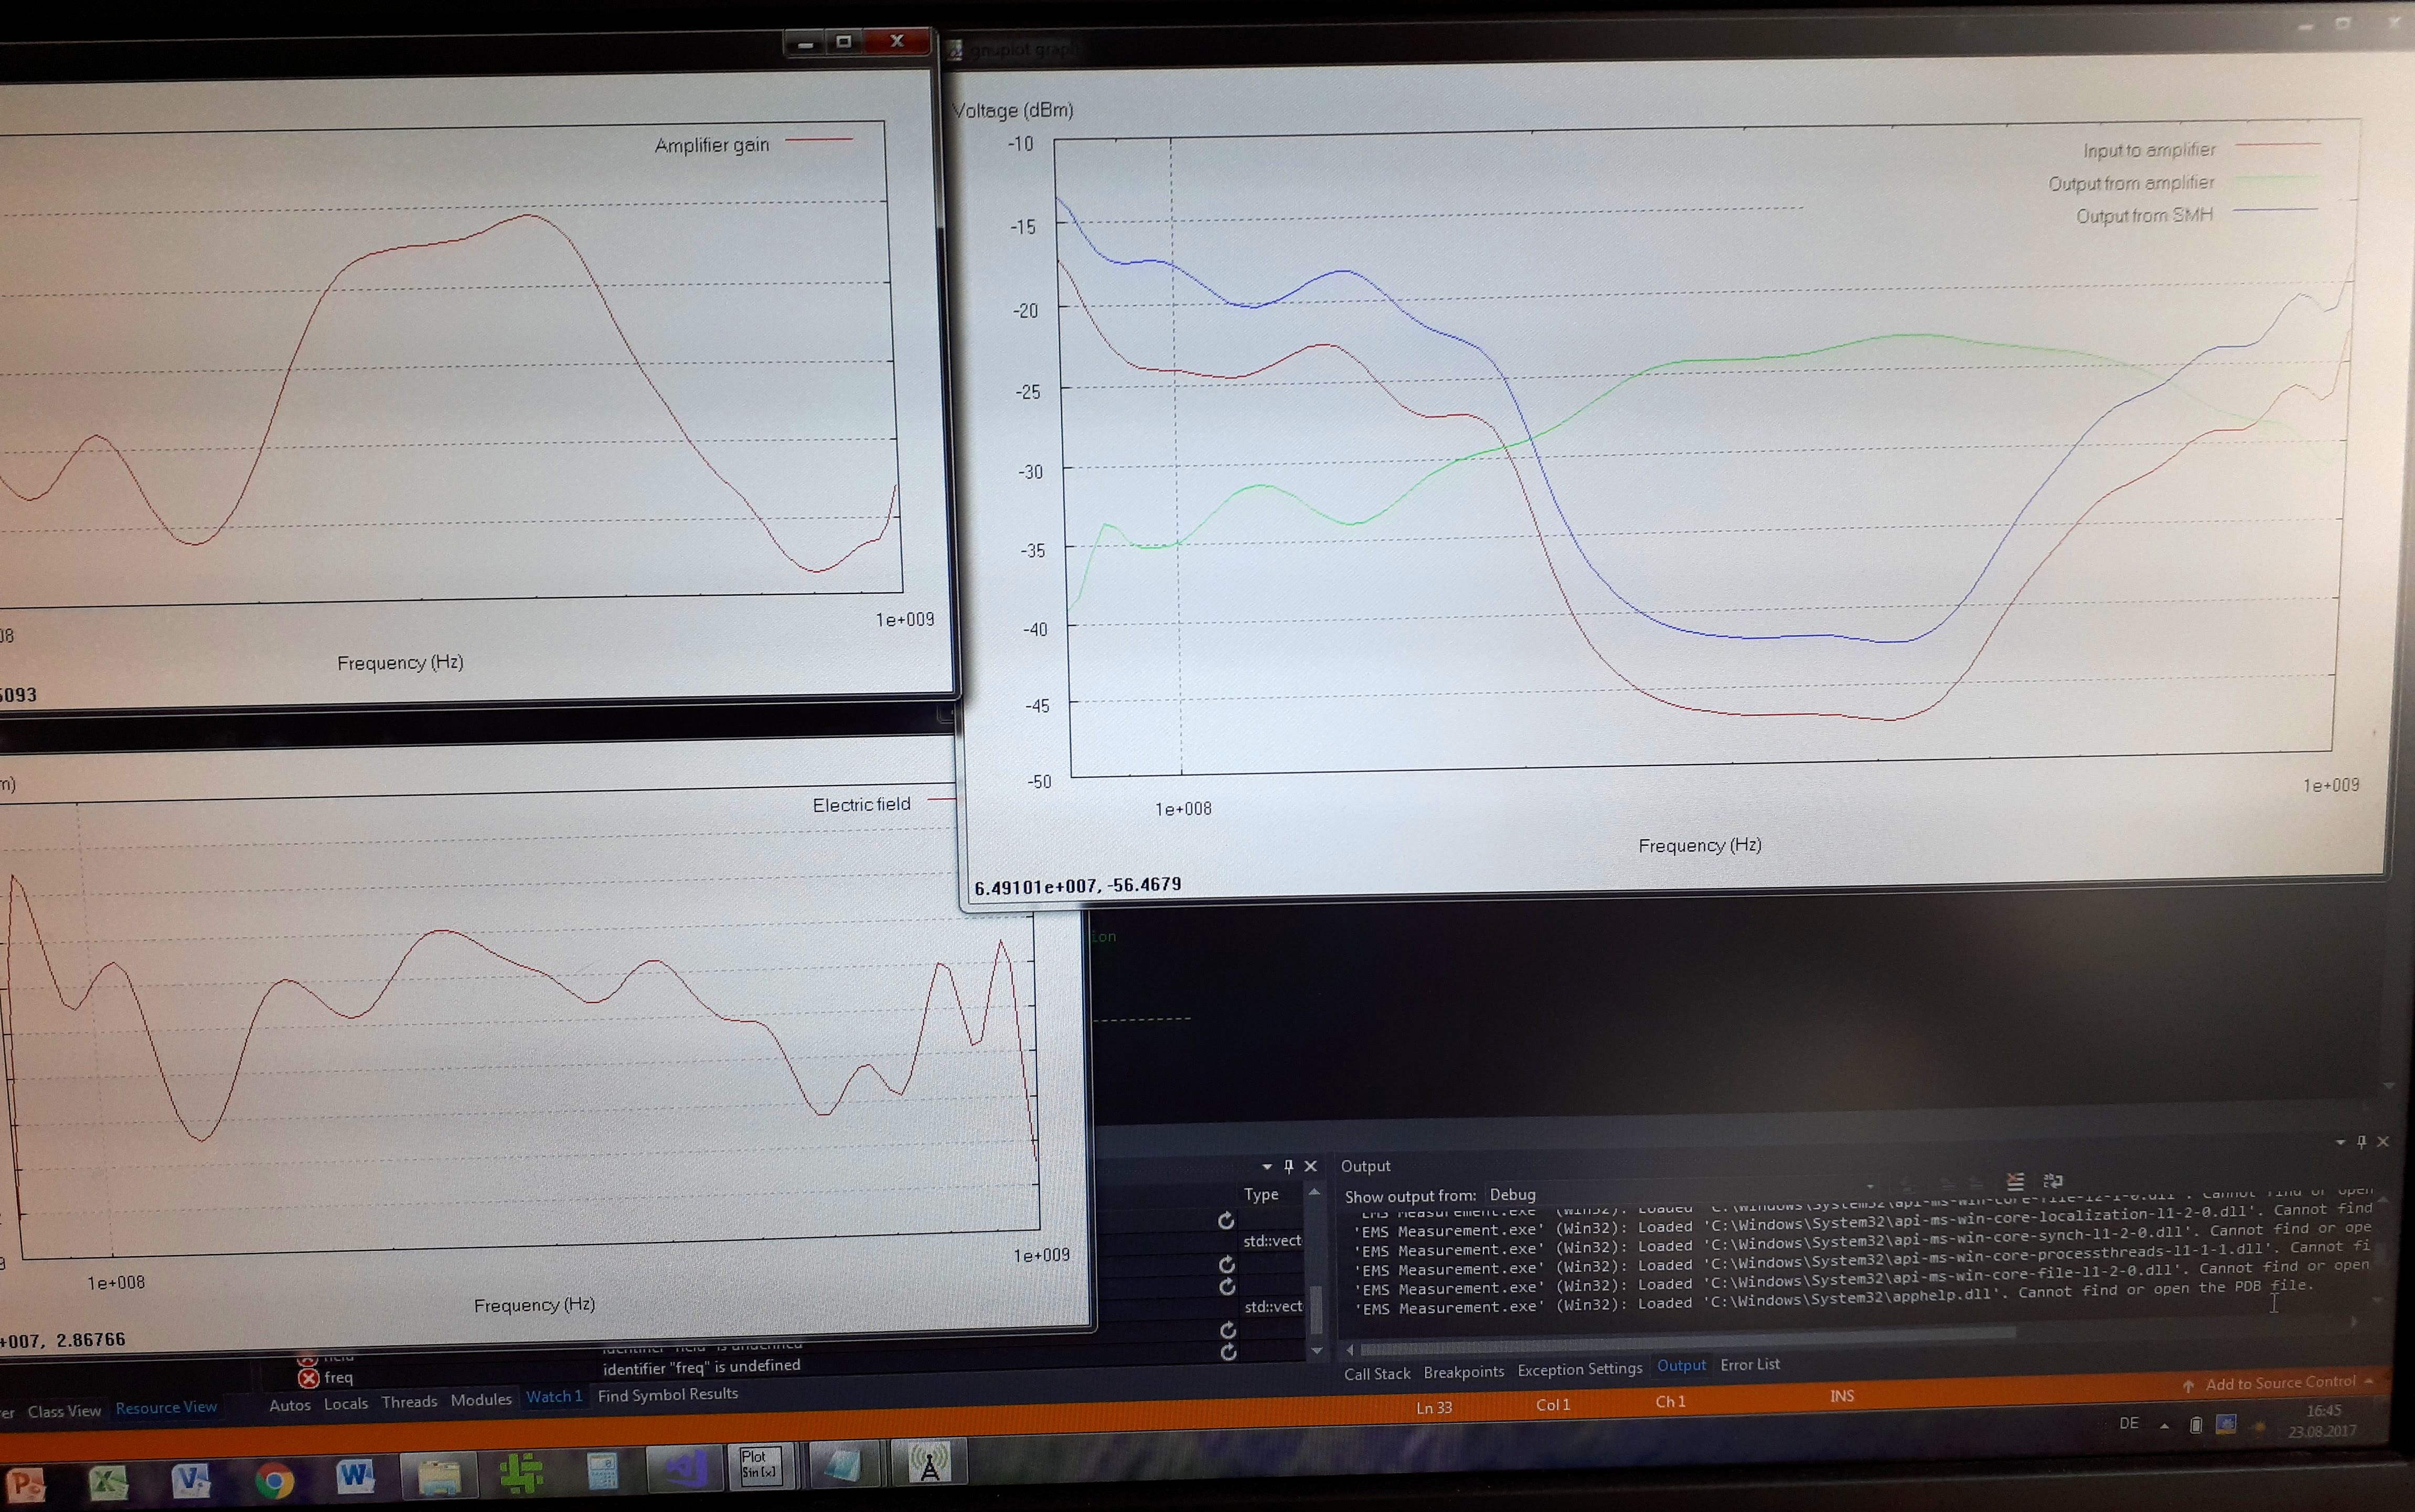 gnuplot graph
Amplifier gain
1e+009
Frequency (Hz)
5093
Voltage (dBm)
-10
-15
-20
-25
-30
-35
-40
-45
-50
Input to amplifier
Output from amplifier
Output from SMH
1e+008
1e+009
Frequency (Hz)
6.49101e+007, -56.4679
Electric field
1e+008
1e+009
Frequency (Hz)
+007, 2.86766
Type
std::vect
std::vect
Output
Show output from: Debug
'EMS Measurement.exe' (Win32): Loaded 'C:\Windows\System32\api-ms-win-core-localization-l1-2-0.dll'. Cannot find
'EMS Measurement.exe' (Win32): Loaded 'C:\Windows\System32\api-ms-win-core-synch-l1-2-0.dll'. Cannot find or ope
'EMS Measurement.exe' (Win32): Loaded 'C:\Windows\System32\api-ms-win-core-processthreads-l1-1-1.dll'. Cannot fi
'EMS Measurement.exe' (Win32): Loaded 'C:\Windows\System32\api-ms-win-core-file-l1-2-0.dll'. Cannot find or open
'EMS Measurement.exe' (Win32): Loaded 'C:\Windows\System32\apphelp.dll'. Cannot find or open the PDB file.
freq identifier "freq" is undefined
Class View Resource View Autos Locals Threads Modules Watch 1 Find Symbol Results
Call Stack Breakpoints Exception Settings Output Error List
Ln 33 Col 1 Ch 1 INS Add to Source Control
Plot
Sin(x)
DE 16:45
23.08.2017